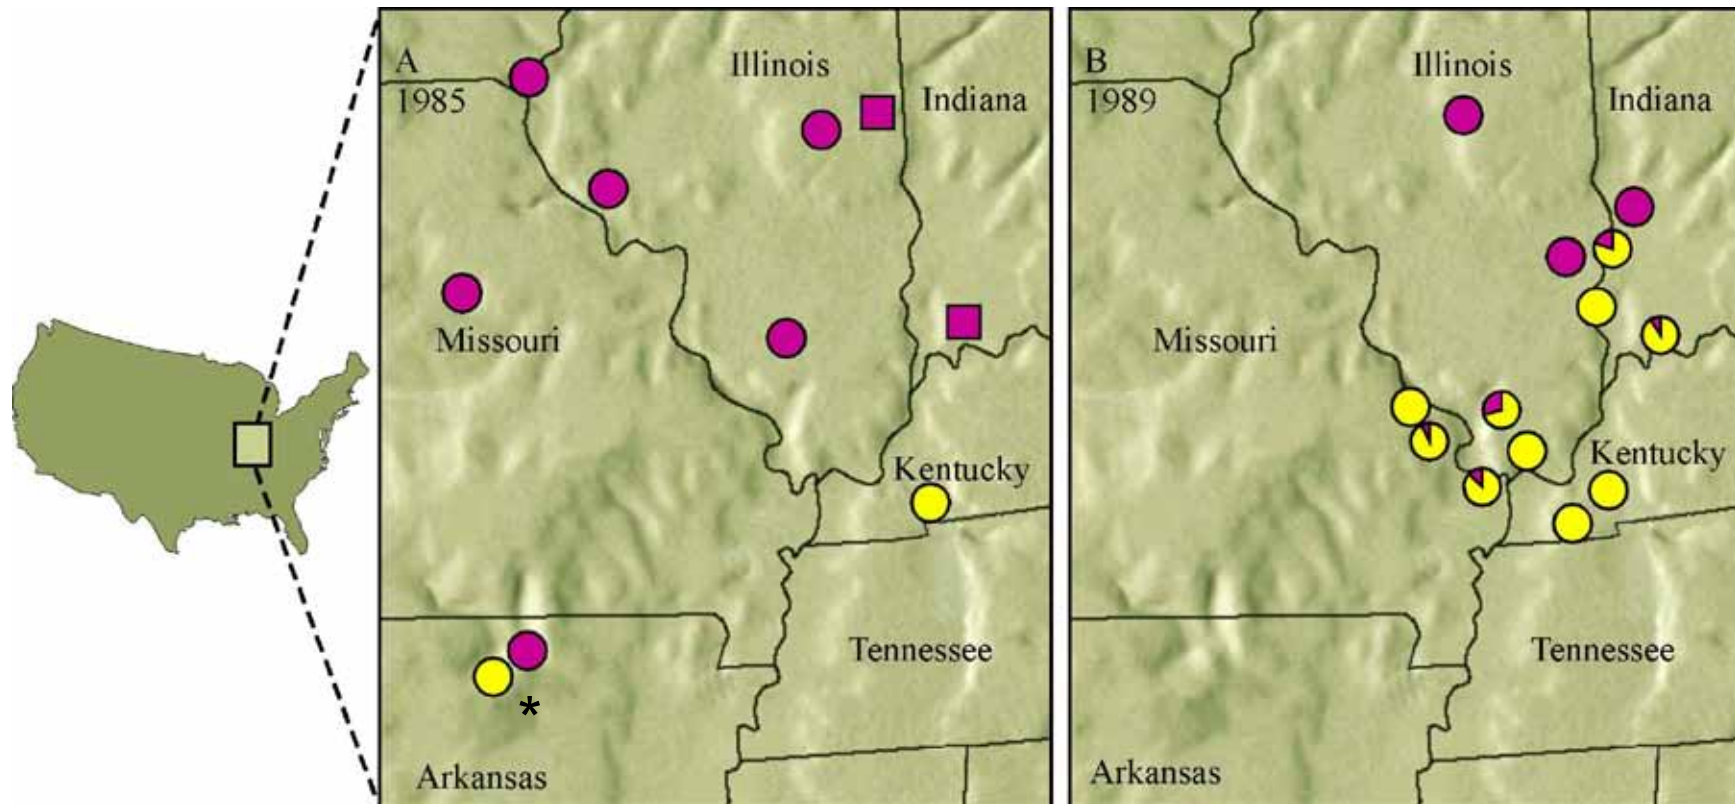 A
1985
Illinois
Indiana
Missouri
Kentucky
Tennessee
*
Arkansas
B
1989
Illinois
Indiana
Missouri
Kentucky
Tennessee
Arkansas